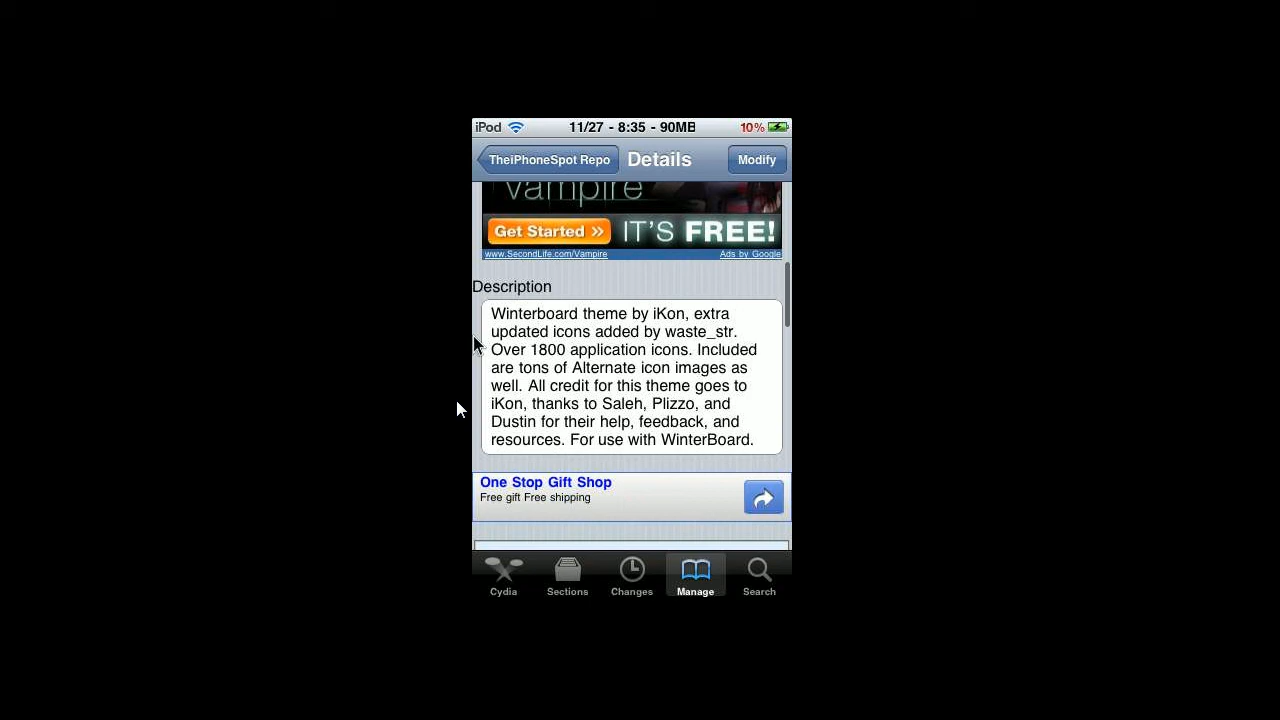 iPod 11/27 - 8:35 - 90MB 10%
TheiPhoneSpot Repo Details Modify
vampire
Get Started » IT'S FREE!
www.SecondLife.com/Vampire Ads by Google
Description
Winterboard theme by iKon, extra
updated icons added by waste_str.
Over 1800 application icons. Included
are tons of Alternate icon images as
well. All credit for this theme goes to
iKon, thanks to Saleh, Plizzo, and
Dustin for their help, feedback, and
resources. For use with WinterBoard.
One Stop Gift Shop
Free gift Free shipping
Cydia Sections Changes Manage Search